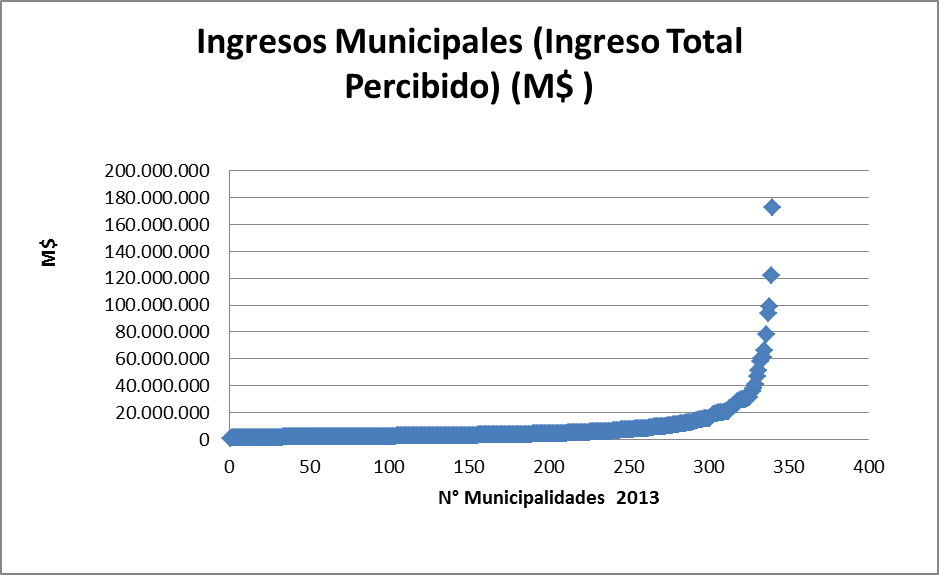 Ingresos Municipales (Ingreso Total
Percibido) (M$ )
M$
200.000.000
180.000.000
160.000.000
140.000.000
120.000.000
100.000.000
80.000.000
60.000.000
40.000.000
20.000.000
0
0 50 100 150 200 250 300 350 400
N° Municipalidades 2013